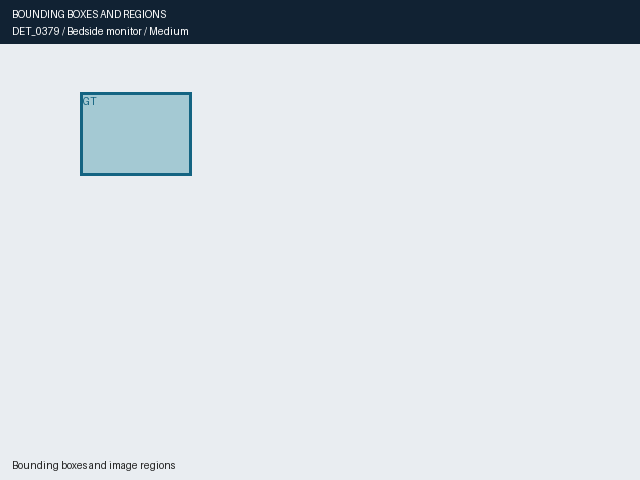 BOUNDING BOXES AND REGIONS
DET_0379 / Bedside monitor / Medium
GT
Bounding boxes and image regions